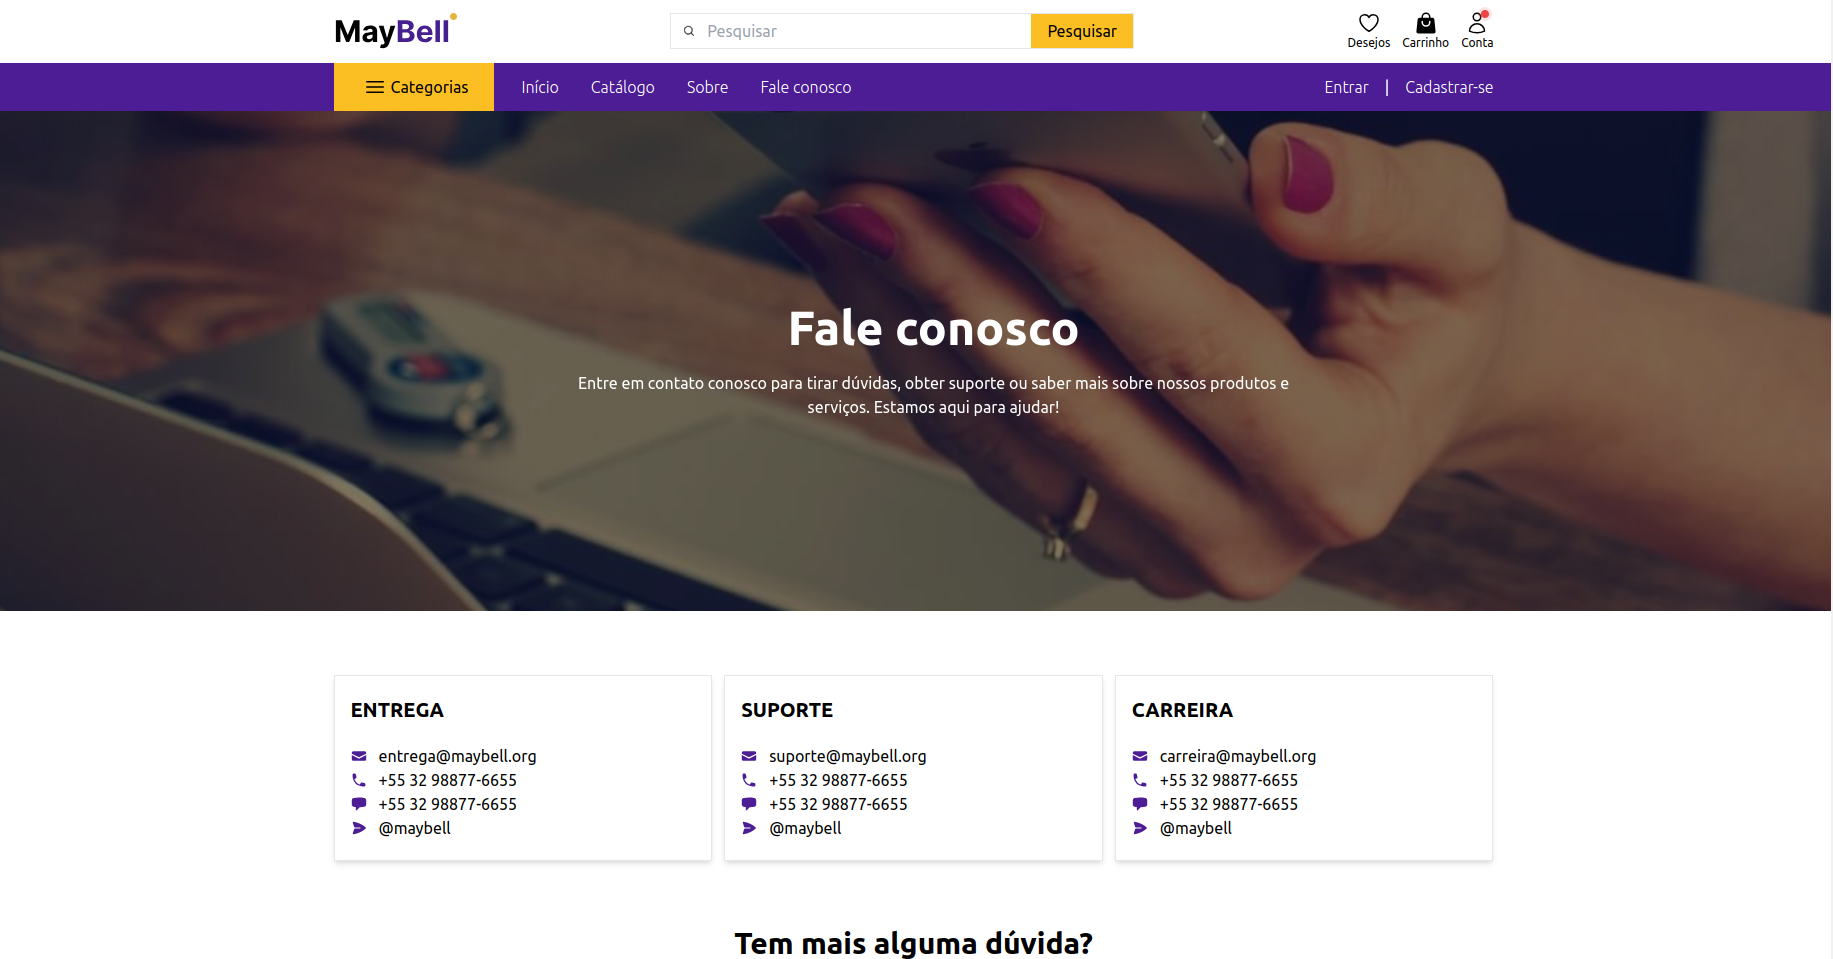 MayBell
Pesquisar
Pesquisar
Desejos
Carrinho
Conta
Categorias
Início
Catálogo
Sobre
Fale conosco
Entrar
|
Cadastrar-se
Fale conosco
Entre em contato conosco para tirar dúvidas, obter suporte ou saber mais sobre nossos produtos e
serviços. Estamos aqui para ajudar!
ENTREGA
entrega@maybell.org
+55 32 98877-6655
+55 32 98877-6655
@maybell
SUPORTE
suporte@maybell.org
+55 32 98877-6655
+55 32 98877-6655
@maybell
CARREIRA
carreira@maybell.org
+55 32 98877-6655
+55 32 98877-6655
@maybell
Tem mais alguma dúvida?